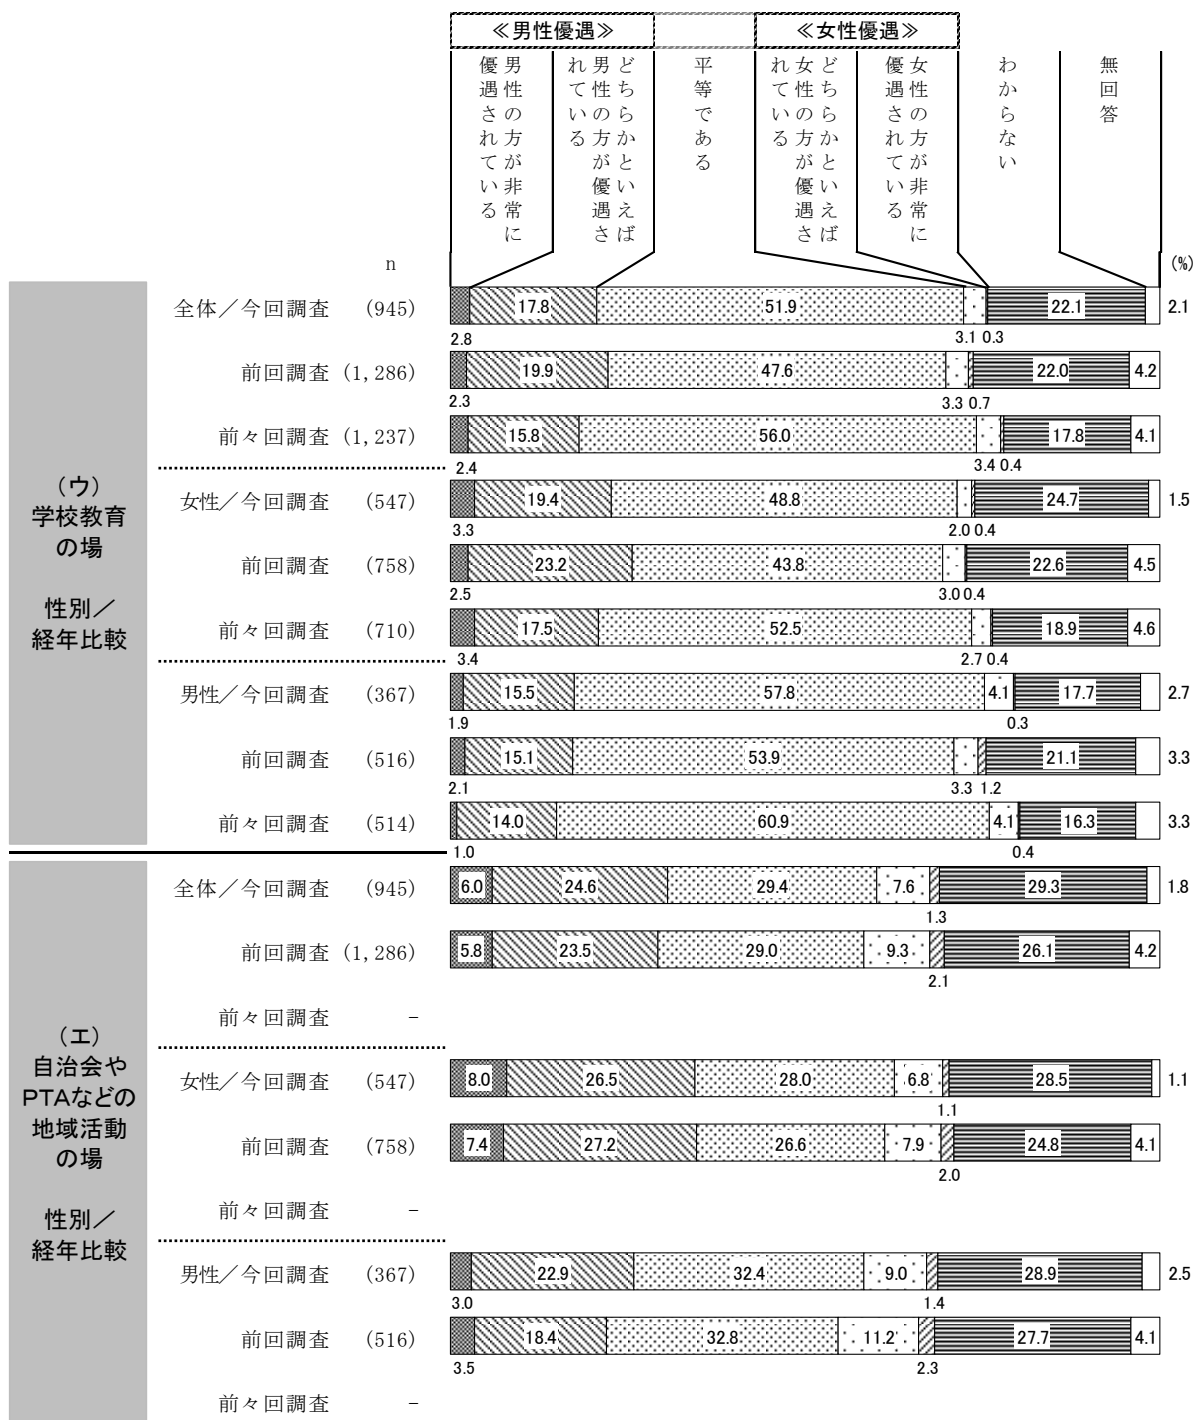 ≪男性優遇≫
≪女性優遇≫
男性の方が非常に
優遇されている
どちらかといえば
男性の方が優遇さ
れている
平等である
どちらかといえば
女性の方が優遇さ
れている
女性の方が非常に
優遇されている
わからない
無回答
n
(%)
(ウ)
学校教育
の場
性別／
経年比較
全体／今回調査 (945) 17.8 51.9 22.1 2.1
2.8 3.1 0.3
前回調査 (1,286) 19.9 47.6 22.0 4.2
2.3 3.3 0.7
前々回調査 (1,237) 15.8 56.0 17.8 4.1
2.4 3.4 0.4
女性／今回調査 (547) 19.4 48.8 24.7 1.5
3.3 2.0 0.4
前回調査 (758) 23.2 43.8 22.6 4.5
2.5 3.0 0.4
前々回調査 (710) 17.5 52.5 18.9 4.6
3.4 2.7 0.4
男性／今回調査 (367) 15.5 57.8 4.1 17.7 2.7
1.9 0.3
前回調査 (516) 15.1 53.9 21.1 3.3
2.1 3.3 1.2
前々回調査 (514) 14.0 60.9 4.1 16.3 3.3
1.0 0.4
(エ)
自治会や
PTAなどの
地域活動
の場
性別／
経年比較
全体／今回調査 (945) 6.0 24.6 29.4 7.6 29.3 1.8
1.3
前回調査 (1,286) 5.8 23.5 29.0 9.3 26.1 4.2
2.1
前々回調査 －
女性／今回調査 (547) 8.0 26.5 28.0 6.8 28.5 1.1
1.1
前回調査 (758) 7.4 27.2 26.6 7.9 24.8 4.1
2.0
前々回調査 －
男性／今回調査 (367) 22.9 32.4 9.0 28.9 2.5
3.0 1.4
前回調査 (516) 18.4 32.8 11.2 27.7 4.1
3.5 2.3
前々回調査 －